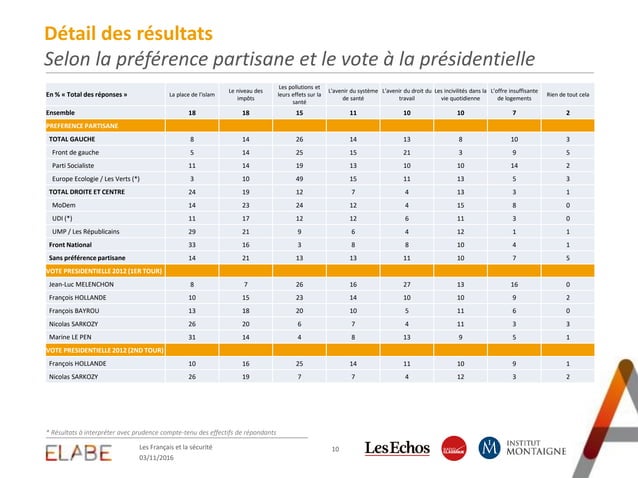 Détail des résultats
Selon la préférence partisane et le vote à la présidentielle
En % « Total des réponses » La place de l'islam Le niveau des impôts Les pollutions et leurs effets sur la santé L'avenir du système de santé L'avenir du droit du travail Les incivilités dans la vie quotidienne L'offre insuffisante de logements Rien de tout cela
Ensemble 18 18 15 11 10 10 7 2
PREFERENCE PARTISANE
TOTAL GAUCHE 8 14 26 14 13 8 10 3
Front de gauche 5 14 25 15 21 3 9 5
Parti Socialiste 11 14 19 13 10 10 14 2
Europe Ecologie / Les Verts (*) 3 10 49 15 11 13 5 3
TOTAL DROITE ET CENTRE 24 19 12 7 4 13 3 1
MoDem 14 23 24 12 4 15 8 0
UDI (*) 11 17 12 12 6 11 3 0
UMP / Les Républicains 29 21 9 6 4 12 1 1
Front National 33 16 3 8 8 10 4 1
Sans préférence partisane 14 21 13 13 11 10 7 5
VOTE PRESIDENTIELLE 2012 (1ER TOUR)
Jean-Luc MELENCHON 8 7 26 16 27 13 16 0
François HOLLANDE 10 15 23 14 10 10 9 2
François BAYROU 13 18 20 10 5 11 6 0
Nicolas SARKOZY 26 20 6 7 4 11 3 3
Marine LE PEN 31 14 4 8 13 9 5 1
VOTE PRESIDENTIELLE 2012 (2ND TOUR)
François HOLLANDE 10 16 25 14 11 10 9 1
Nicolas SARKOZY 26 19 7 7 4 12 3 2
* Résultats à interpréter avec prudence compte-tenu des effectifs de répondants
ELABE
Les Français et la sécurité
03/11/2016
10
Les Echos
RADIO CLASSIQUE
INSTITUT MONTAIGNE